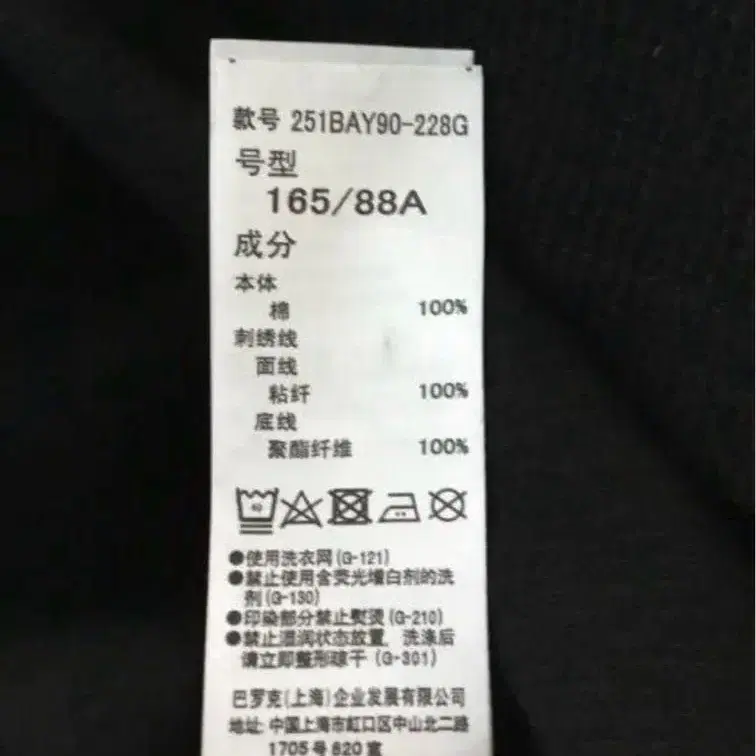 款号 251BAY90-228G
号型
165/88A
成分
本体
棉 100%
刺绣线
面线
粘纤 100%
底线
聚酯纤维 100%
40
●使用洗衣网(G-121)
●禁止使用含荧光增白剂的洗
剂(G-130)
●印染部分禁止熨烫(G-210)
●禁止湿润状态放置，洗涤后
请立即整形晾干(G-301)
巴罗克(上海)企业发展有限公司
地址:中国上海市虹口区中山北二路
1705号820室